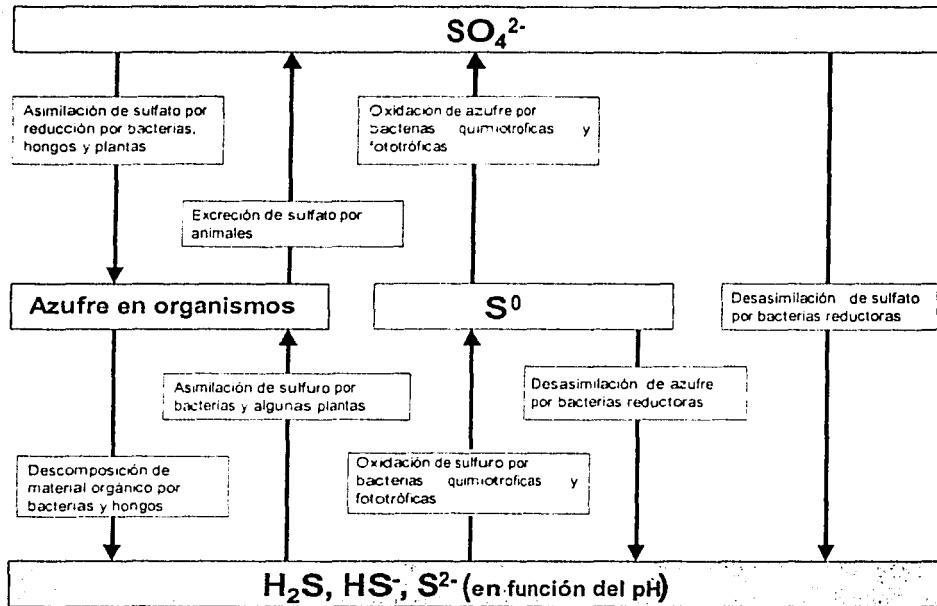 SO₄²⁻
Asimilación de sulfato por
reducción por bacterias,
hongos y plantas
Oxidación de azufre por
bacterias quimiotroficas y
fototróficas
Excreción de sulfato por
animales
Azufre en organismos
S⁰
Desasimilación de sulfato
por bacterias reductoras
Asimilación de sulfuro por
bacterias y algunas plantas
Desasimilación de azufre
por bacterias reductoras
Descomposición de
material orgánico por
bacterias y hongos
Oxidación de sulfuro por
bacterias quimiotroficas y
fototróficas
H₂S, HS⁻, S²⁻ (en función del pH)